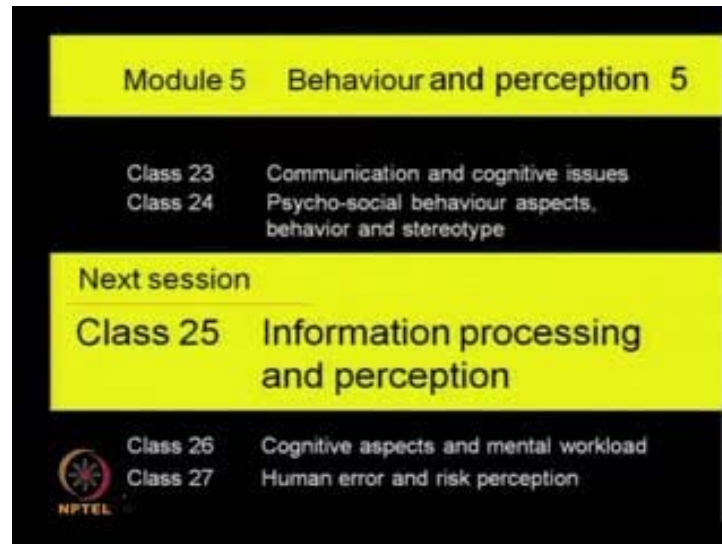 Module 5 Behaviour and perception 5
Class 23 Communication and cognitive issues
Class 24 Psycho-social behaviour aspects,
behavior and stereotype
Next session
Class 25 Information processing
and perception
Class 26 Cognitive aspects and mental workload
Class 27 Human error and risk perception
NPTEL